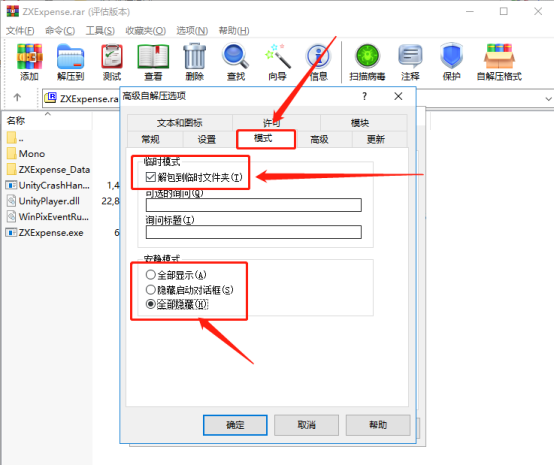 ZXExpense.rar (评估版本)
文件(F) 命令(C) 工具(S) 收藏夹(O) 选项(N) 帮助(H)
添加 解压到 测试 查看 删除 查找 向导 信息 扫描病毒 注释 保护 自解压格式
ZXExpense.ra
高级自解压选项
文本和图标 许可 模块
常规 设置 模式 高级 更新
名称
..
Mono
ZXExpense_Data
UnityCrashHan... 1,4
UnityPlayer.dll 22,8
WinPixEventRu...
ZXExpense.exe 6
临时模式
解包到临时文件夹(T)
可选的询问(Q)
询问标题(I)
安静模式
全部显示(A)
隐藏启动对话框(S)
全部隐藏(H)
确定 取消 帮助